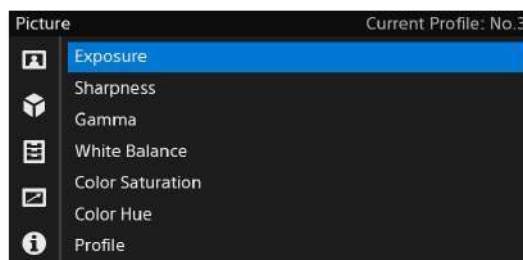 Picture Current Profile: No.3
Exposure
Sharpness
Gamma
White Balance
Color Saturation
Color Hue
Profile